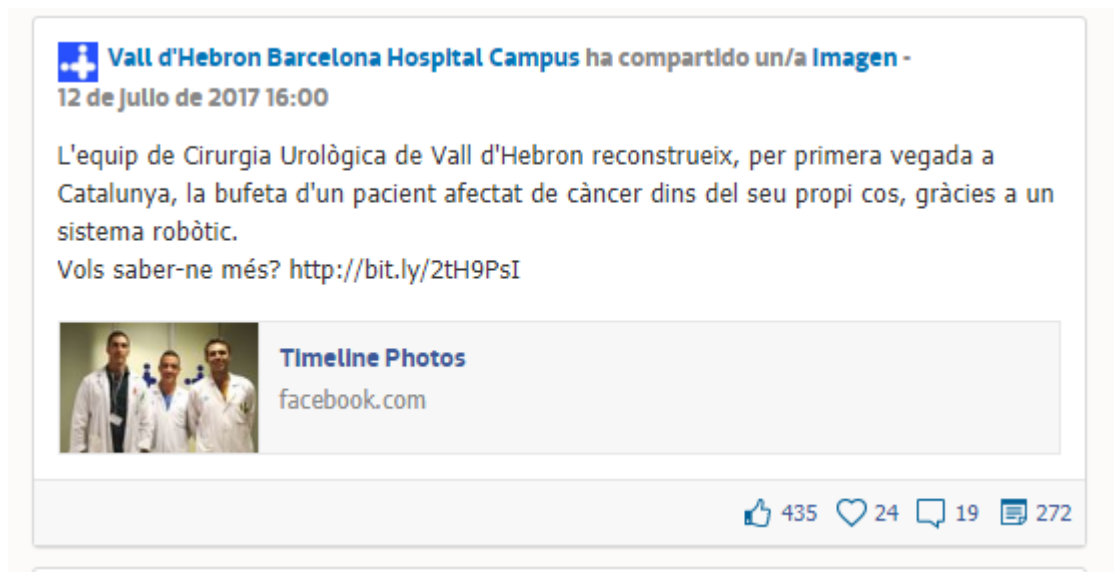 Vall d'Hebron Barcelona Hospital Campus ha compartido un/a Imagen -
12 de julio de 2017 16:00
L'equip de Cirurgia Urològica de Vall d'Hebron reconstrueix, per primera vegada a
Catalunya, la bufeta d'un pacient afectat de càncer dins del seu propi cos, gràcies a un
sistema robòtic.
Vols saber-ne més? http://bit.ly/2tH9PsI
Timeline Photos
facebook.com
435 24 19 272